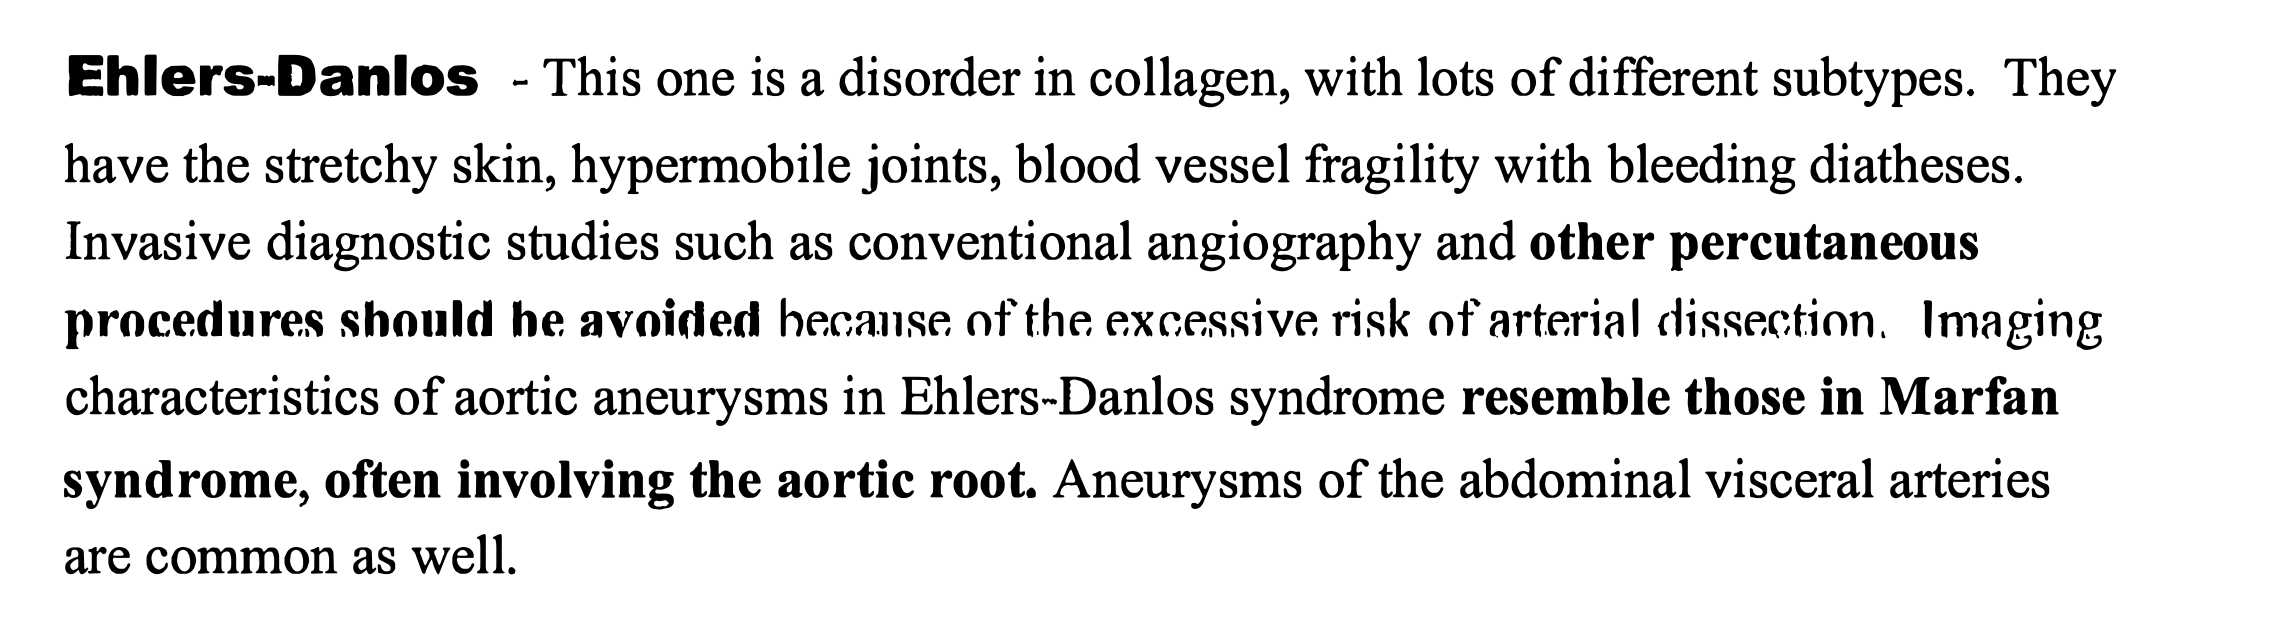 Ehlers-Danlos - This one is a disorder in collagen, with lots of different subtypes. They
have the stretchy skin, hypermobile joints, blood vessel fragility with bleeding diatheses.
Invasive diagnostic studies such as conventional angiography and other percutaneous
procedures should be avoided because of the excessive risk of arterial dissection. Imaging
characteristics of aortic aneurysms in Ehlers-Danlos syndrome resemble those in Marfan
syndrome, often involving the aortic root. Aneurysms of the abdominal visceral arteries
are common as well.